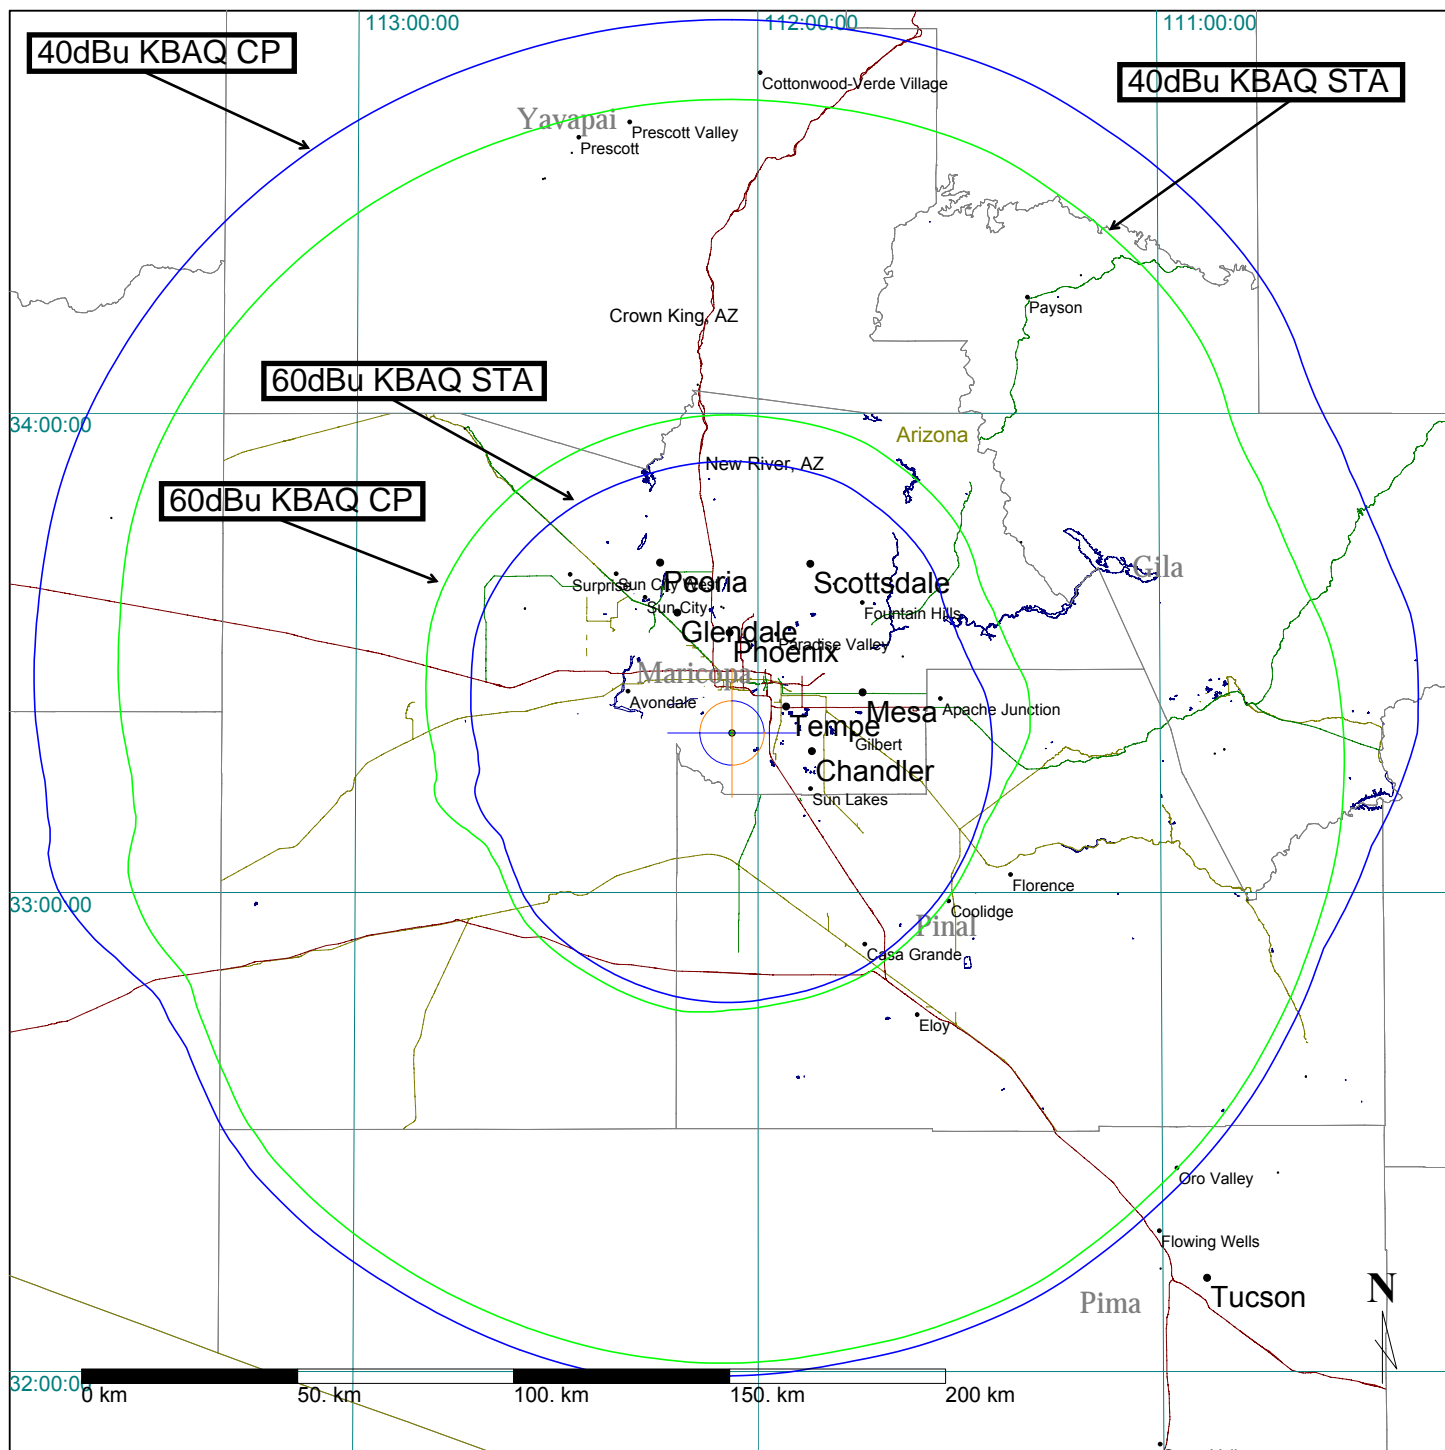 113:00:00
112:00:00
111:00:00
40dBu KBAQ CP
40dBu KBAQ STA
Cottonwood-Verde Village
Yavapai
Prescott Valley
Prescott
Payson
Crown King, AZ
60dBu KBAQ STA
34:00:00
Arizona
New River, AZ
60dBu KBAQ CP
Gila
Peoria
Scottsdale
Surprise
Sun City West
Sun City
Fountain Hills
Glendale
Paradise Valley
Phoenix
Maricopa
Avondale
Mesa
Apache Junction
Tempe
Gilbert
Chandler
Sun Lakes
Florence
33:00:00
Coolidge
Pinal
Casa Grande
Eloy
Oro Valley
Flowing Wells
Tucson
Pima
N
32:00:00
0 km
50. km
100. km
150. km
200 km